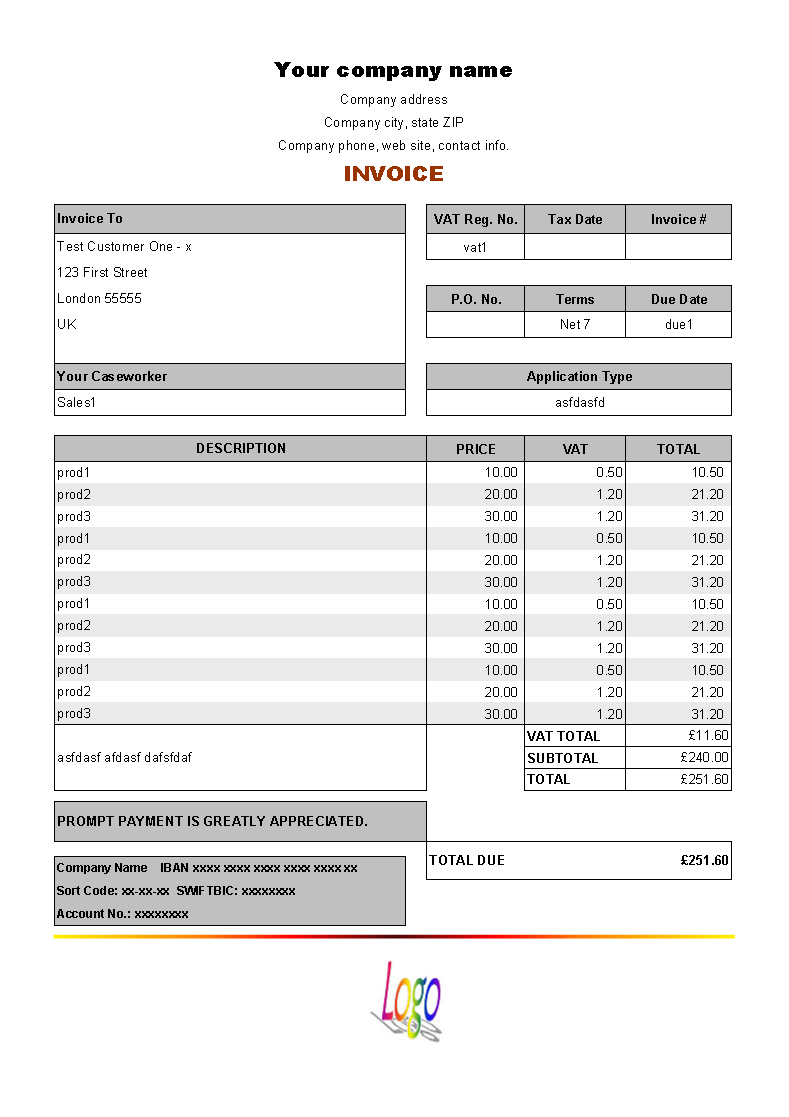 Your company name
Company address
Company city, state ZIP
Company phone, web site, contact info.
INVOICE
Invoice To
Test Customer One - x
123 First Street
London 55555
UK
VAT Reg. No. Tax Date Invoice #
vat1
P.O. No. Terms Due Date
Net 7 due1
Your Caseworker
Sales1
Application Type
asfdasfd
DESCRIPTION PRICE VAT TOTAL
prod1 10.00 0.50 10.50
prod2 20.00 1.20 21.20
prod3 30.00 1.20 31.20
prod1 10.00 0.50 10.50
prod2 20.00 1.20 21.20
prod3 30.00 1.20 31.20
prod1 10.00 0.50 10.50
prod2 20.00 1.20 21.20
prod3 30.00 1.20 31.20
prod1 10.00 0.50 10.50
prod2 20.00 1.20 21.20
prod3 30.00 1.20 31.20
asfdasf afdasf dafsfdaf
VAT TOTAL £11.60
SUBTOTAL £240.00
TOTAL £251.60
PROMPT PAYMENT IS GREATLY APPRECIATED.
TOTAL DUE £251.60
Company Name IBAN xxxx xxxx xxxx xxxx xxxx xx
Sort Code: xx-xx-xx SWIFTBIC: xxxxxxxx
Account No.: xxxxxxxx
Logo